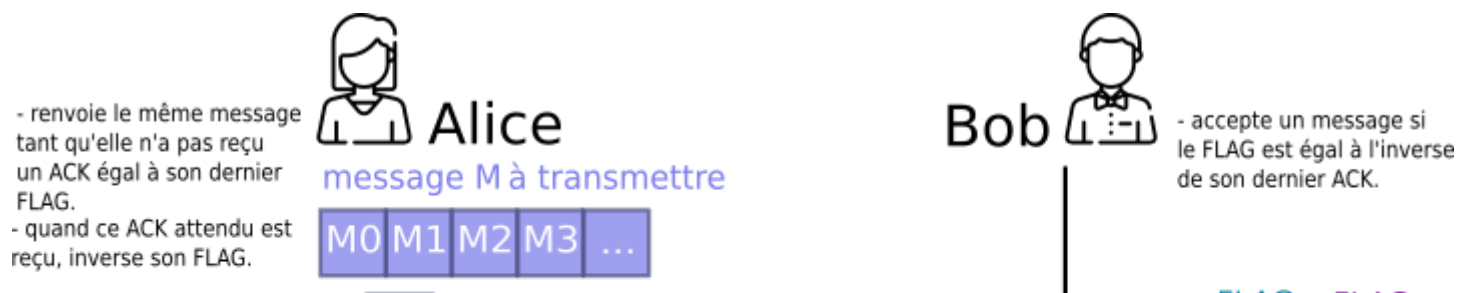 - renvoie le même message
tant qu'elle n'a pas reçu
un ACK égal à son dernier
FLAG.
- quand ce ACK attendu est
reçu, inverse son FLAG.
Alice
message M à transmettre
M0 M1 M2 M3 ...
Bob
- accepte un message si
le FLAG est égal à l'inverse
de son dernier ACK.